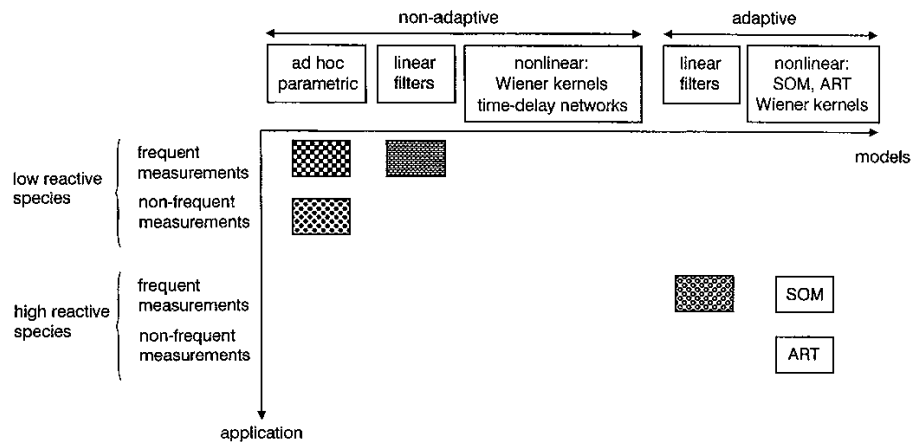 non-adaptive
adaptive
ad hoc
parametric
linear
filters
nonlinear:
Wiener kernels
time-delay networks
linear
filters
nonlinear:
SOM, ART
Wiener kernels
models
low reactive
species
frequent
measurements
non-frequent
measurements
high reactive
species
frequent
measurements
non-frequent
measurements
SOM
ART
application